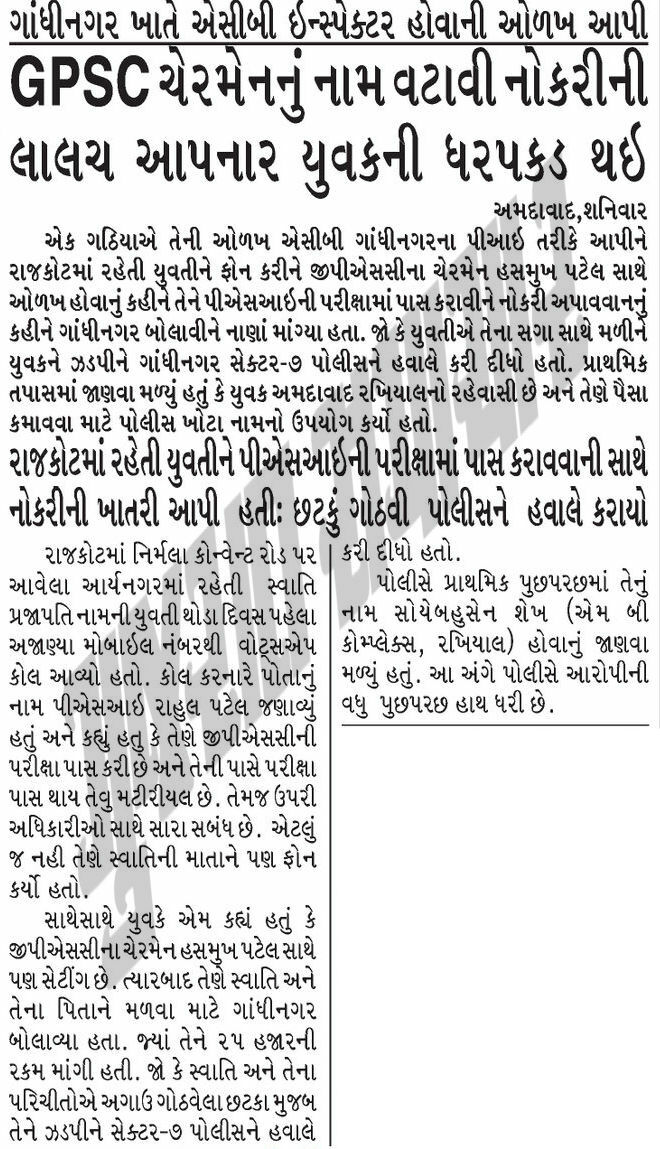 ગાંધીનગર ખાતે એસીબી ઇન્સ્પેક્ટર હોવાની ઓળખ આપી
GPSC ચેરમેનનું નામ વટાવી નોકરીની
લાલચ આપનાર યુવકની ધરપકડ થઇ
અમદાવાદ,શનિવાર
એક ગઠિયાએ તેની ઓળખ એસીબી ગાંધીનગરના પીઆઇ તરીકે આપીને
રાજકોટમાં રહેતી યુવતીને ફોન કરીને જીપીએસસીના ચેરમેન હસમુખ પટેલ સાથે
ઓળખ હોવાનું કહીને તેને પીએસઆઇની પરીક્ષામાં પાસ કરાવીને નોકરી અપાવવાનનું
કહીને ગાંધીનગર બોલાવીને નાણાં માંગ્યા હતા. જો કે યુવતીએ તેના સગા સાથે મળીને
યુવકને ઝડપીને ગાંધીનગર સેક્ટર-૭ પોલીસને હવાલે કરી દીધો હતો. પ્રાથમિક
તપાસમાં જાણવા મળ્યું હતું કે યુવક અમદાવાદ રખિયાલનો રહેવાસી છે અને તેણે પૈસા
કમાવવા માટે પોલીસ ખોટા નામનો ઉપયોગ કર્યો હતો.
રાજકોટમાં રહેતી યુવતીને પીએસઆઇની પરીક્ષામાં પાસ કરાવવાની સાથે
નોકરીની ખાતરી આપી હતીઃ છટકું ગોઠવી પોલીસને હવાલે કરાયો
રાજકોટમાં નિર્મલા કોન્વેન્ટ રોડ પર
આવેલા આર્યનગરમાં રહેતી સ્વાતિ
પ્રજાપતિ નામની યુવતી થોડા દિવસ પહેલા
અજાણ્યા મોબાઇલ નંબરથી વોટ્સએપ
કોલ આવ્યો હતો. કોલ કરનારે પોતાનું
નામ પીએસઆઇ રાહુલ પટેલ જણાવ્યું
હતું અને કહ્યું હતુ કે તેણે જીપીએસસીની
પરીક્ષા પાસ કરી છે અને તેની પાસે પરીક્ષા
પાસ થાય તેવુ મટીરીયલ છે. તેમજ ઉપરી
અધિકારીઓ સાથે સારા સબંધ છે. એટલું
જ નહી તેણે સ્વાતિની માતાને પણ ફોન
કર્યો હતો.
સાથેસાથે યુવકે એમ કહ્યં હતું કે
જીપીએસસીના ચેરમેન હસમુખ પટેલ સાથે
પણ સેટીંગ છે. ત્યારબાદ તેણે સ્વાતિ અને
તેના પિતાને મળવા માટે ગાંધીનગર
બોલાવ્યા હતા. જ્યાં તેને ૨૫ હજારની
રકમ માંગી હતી. જો કે સ્વાતિ અને તેના
પરિચીતોએ અગાઉ ગોઠવેલા છટકા મુજબ
તેને ઝડપીને સેક્ટર-૭ પોલીસને હવાલે
કરી દીધો હતો.
પોલીસે પ્રાથમિક પુછપરછમાં તેનું
નામ સોયેબહુસેન શેખ (એમ બી
કોમ્પ્લેક્સ, રખિયાલ) હોવાનું જાણવા
મળ્યું હતું. આ અંગે પોલીસે આરોપીની
વધુ પુછપરછ હાથ ધરી છે.
ગુજરાત સમાચાર